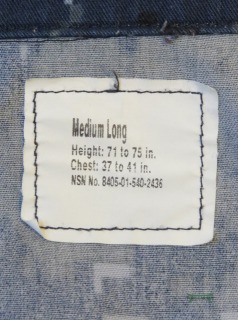 Medium Long
Height: 71 to 75 in.
Chest: 37 to 41 in.
NSN No. 8405-01-540-2436